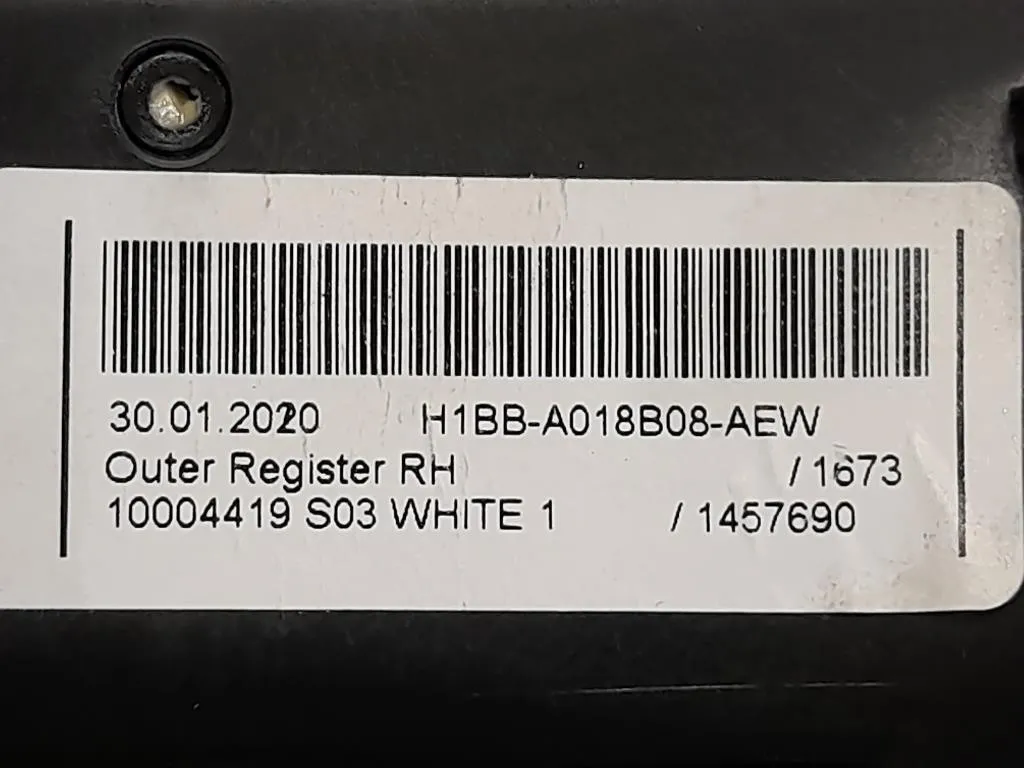 30.01.2020 H1BB-A018B08-AEW
Outer Register RH / 1673
10004419 S03 WHITE 1 / 1457690